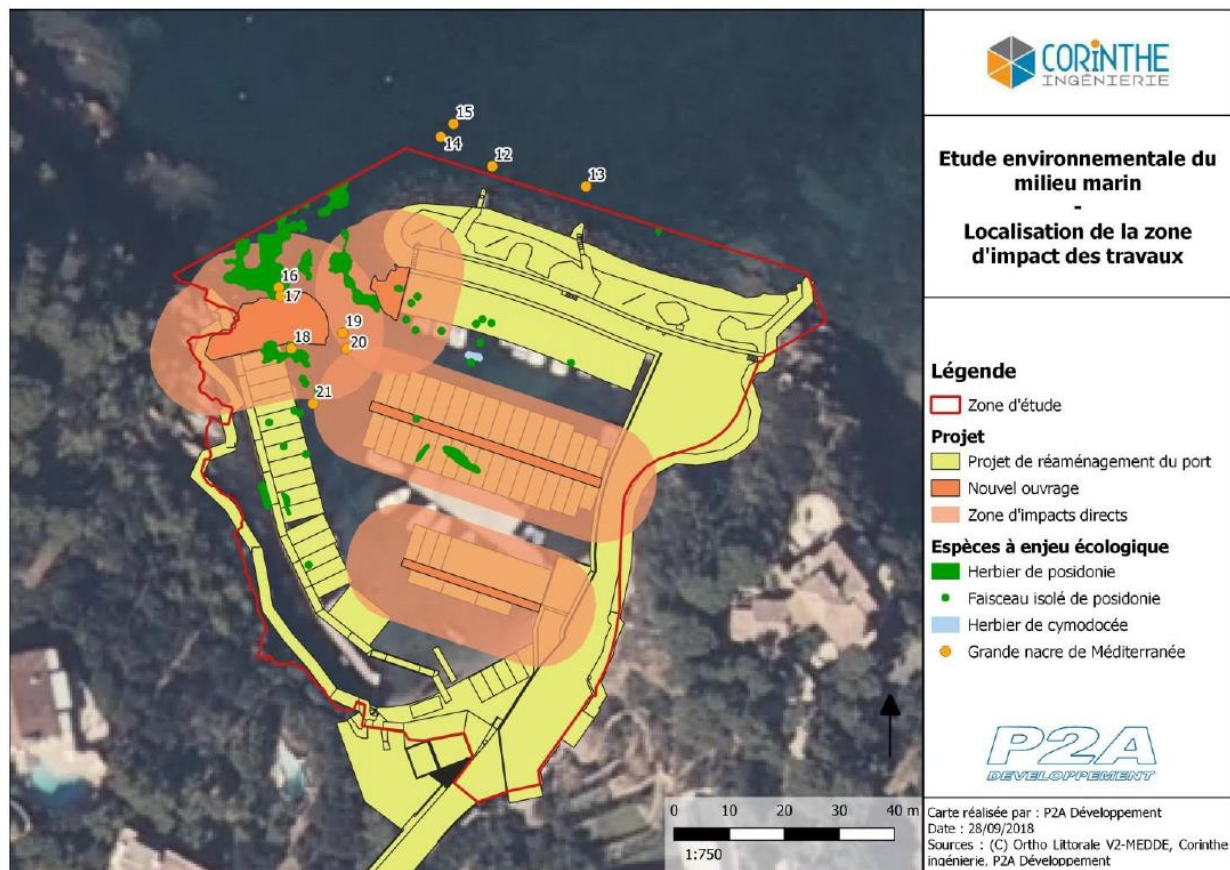 15
14
12
13
16
17
18
19
20
21
0 10 20 30 40 m
1:750
CORiNTHE
INGÉNIERIE
Etude environnementale du
milieu marin
-
Localisation de la zone
d'impact des travaux
Légende
Zone d'étude
Projet
Projet de réaménagement du port
Nouvel ouvrage
Zone d'impacts directs
Espèces à enjeu écologique
Herbier de posidonie
Faisceau isolé de posidonie
Herbier de cymodocée
Grande nacre de Méditerranée
P2A
DEVELOPPEMENT
Carte réalisée par : P2A Développement
Date : 28/09/2018
Sources : (C) Ortho Littorale V2-MEDDE, Corinthe
ingénierie, P2A Développement